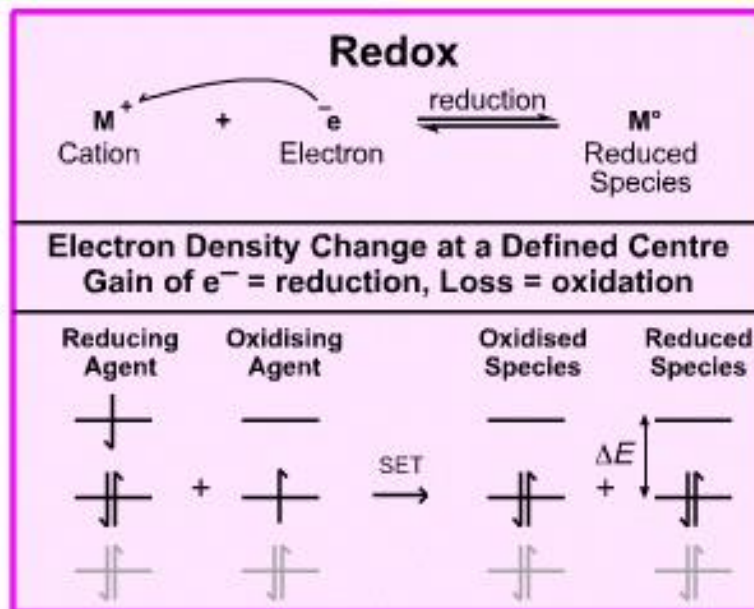 Redox
M⁺ + ⁻e reduction M°
Cation Electron Reduced
Species
Electron Density Change at a Defined Centre
Gain of e⁻ = reduction, Loss = oxidation
Reducing Oxidising Oxidised Reduced
Agent Agent Species Species
+ SET + ΔE